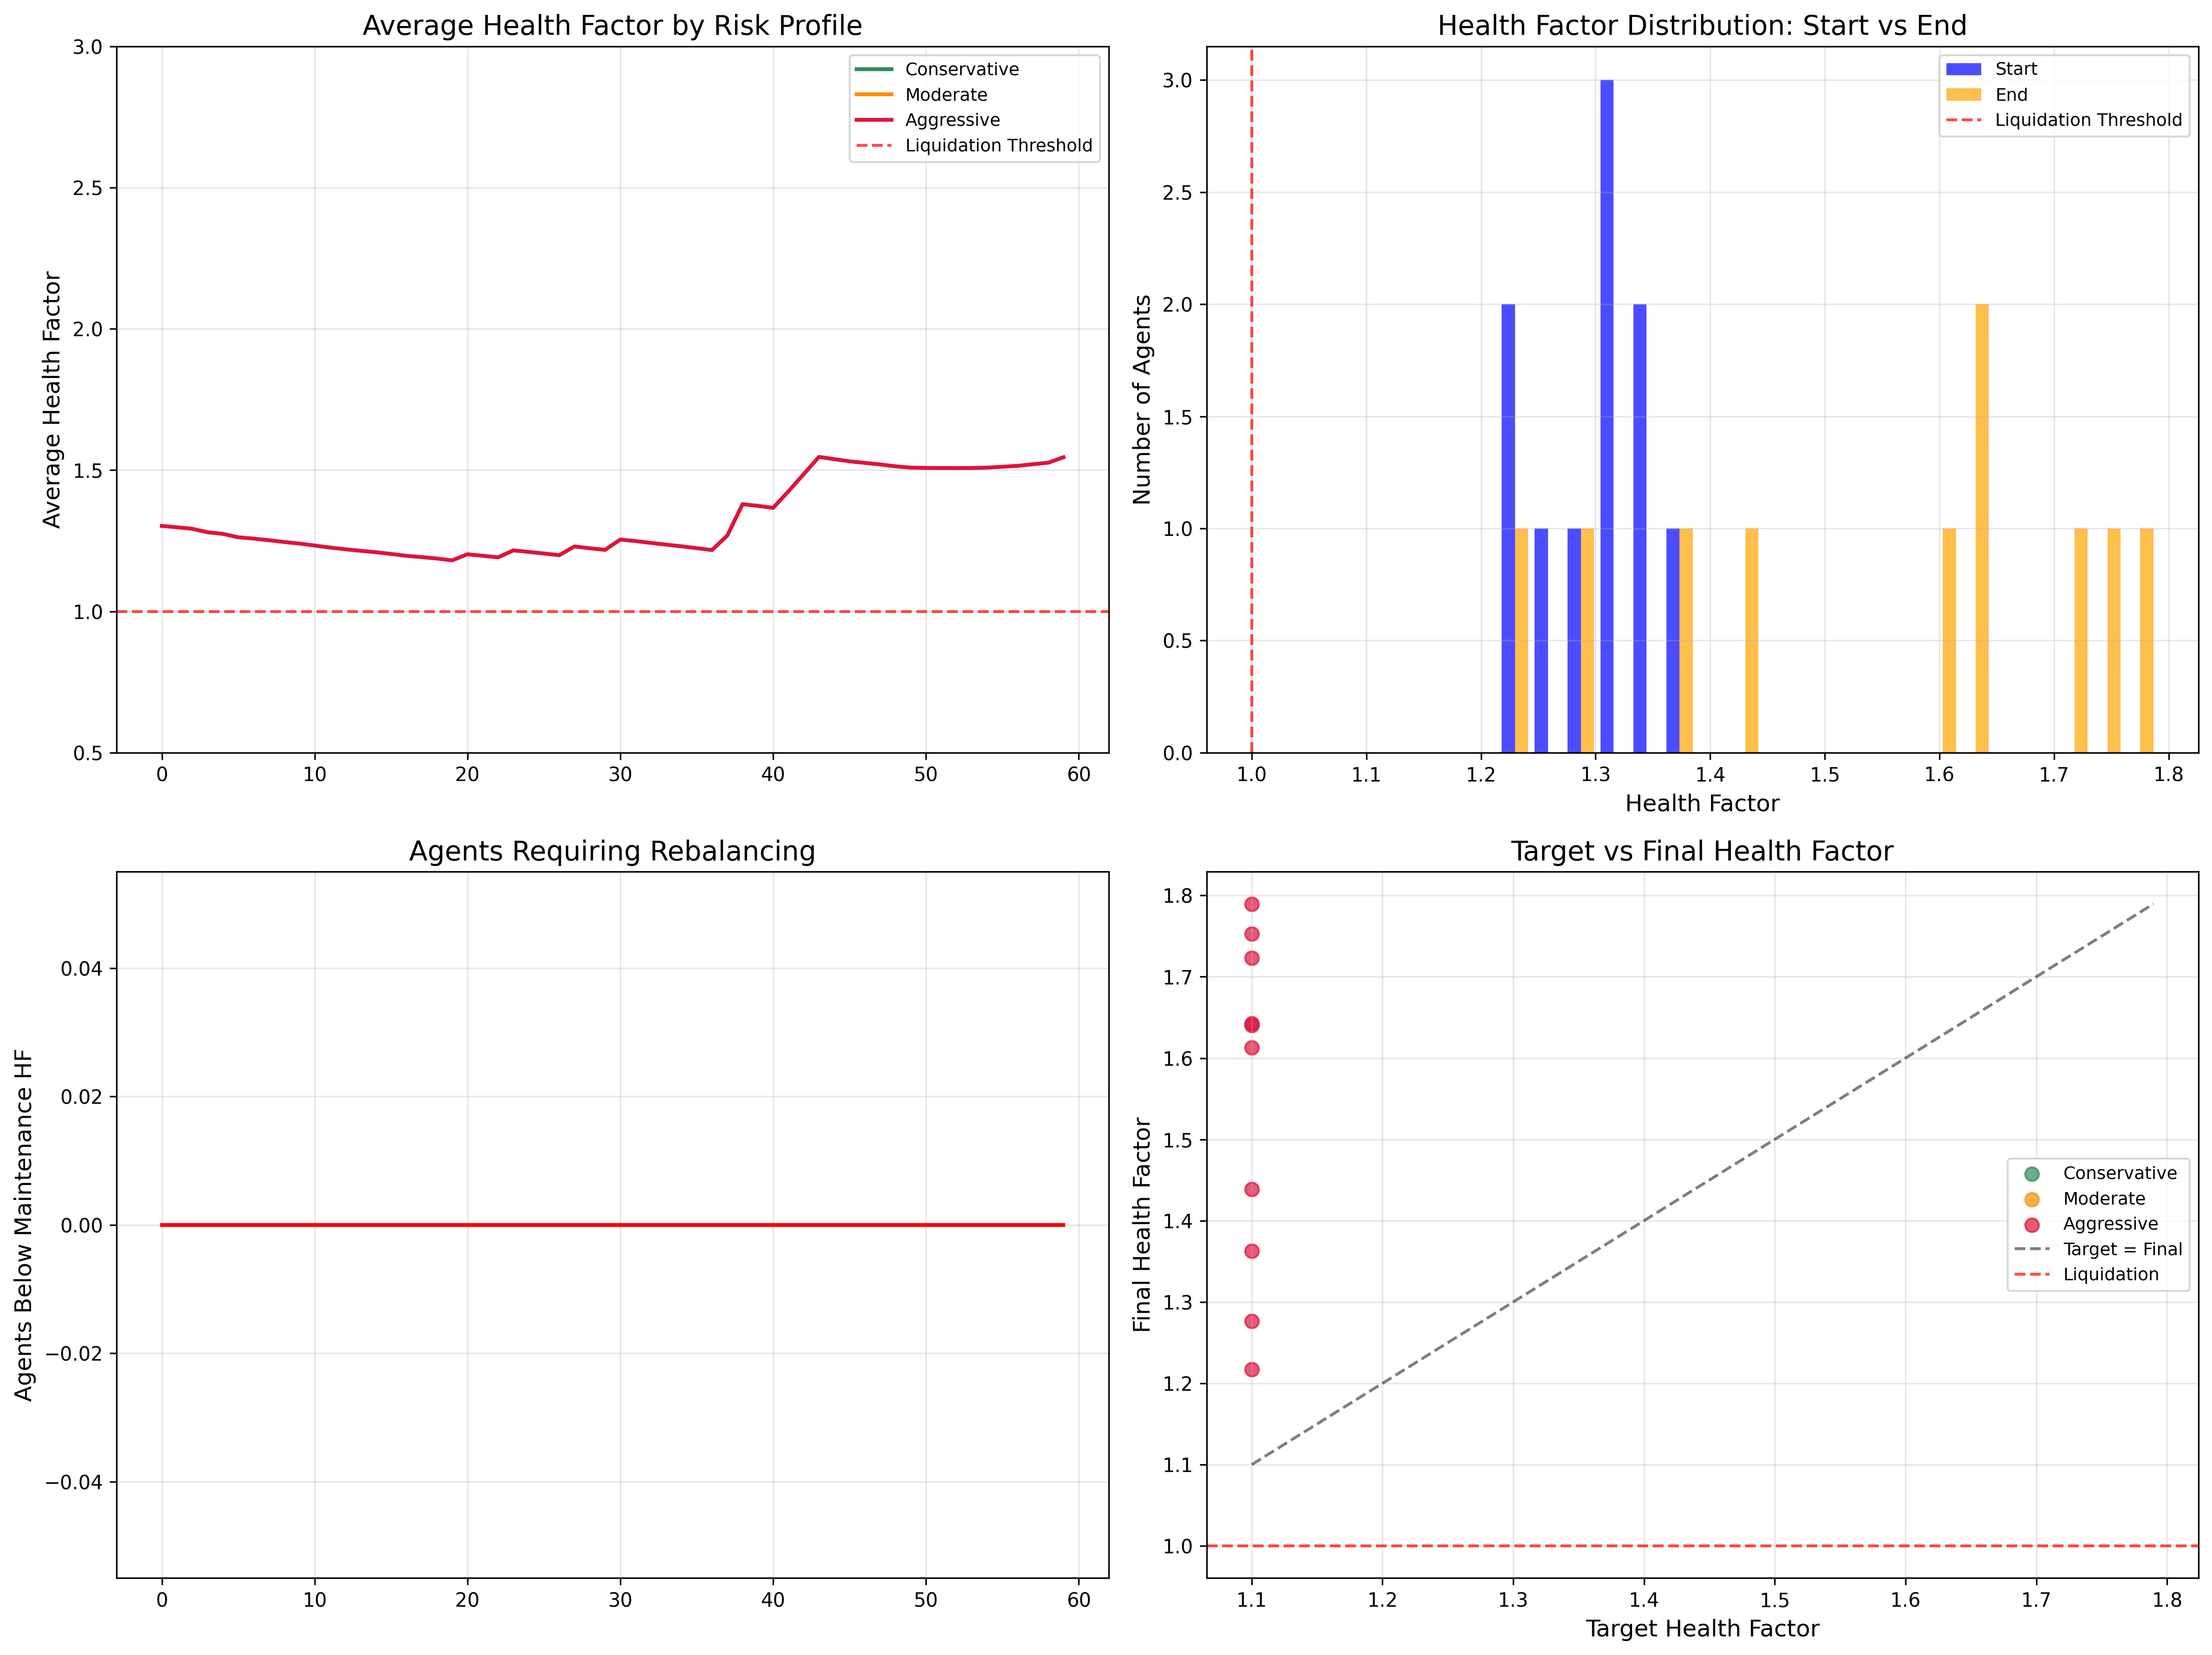 Average Health Factor by Risk Profile
Average Health Factor
3.0
2.5
2.0
1.5
1.0
0.5
0 10 20 30 40 50 60
Conservative
Moderate
Aggressive
Liquidation Threshold
Health Factor Distribution: Start vs End
Number of Agents
3.0
2.5
2.0
1.5
1.0
0.5
0.0
1.0 1.1 1.2 1.3 1.4 1.5 1.6 1.7 1.8
Health Factor
Start
End
Liquidation Threshold
Agents Requiring Rebalancing
Agents Below Maintenance HF
0.04
0.02
0.00
−0.02
−0.04
0 10 20 30 40 50 60
Target vs Final Health Factor
Final Health Factor
1.8
1.7
1.6
1.5
1.4
1.3
1.2
1.1
1.0
1.1 1.2 1.3 1.4 1.5 1.6 1.7 1.8
Target Health Factor
Conservative
Moderate
Aggressive
Target = Final
Liquidation